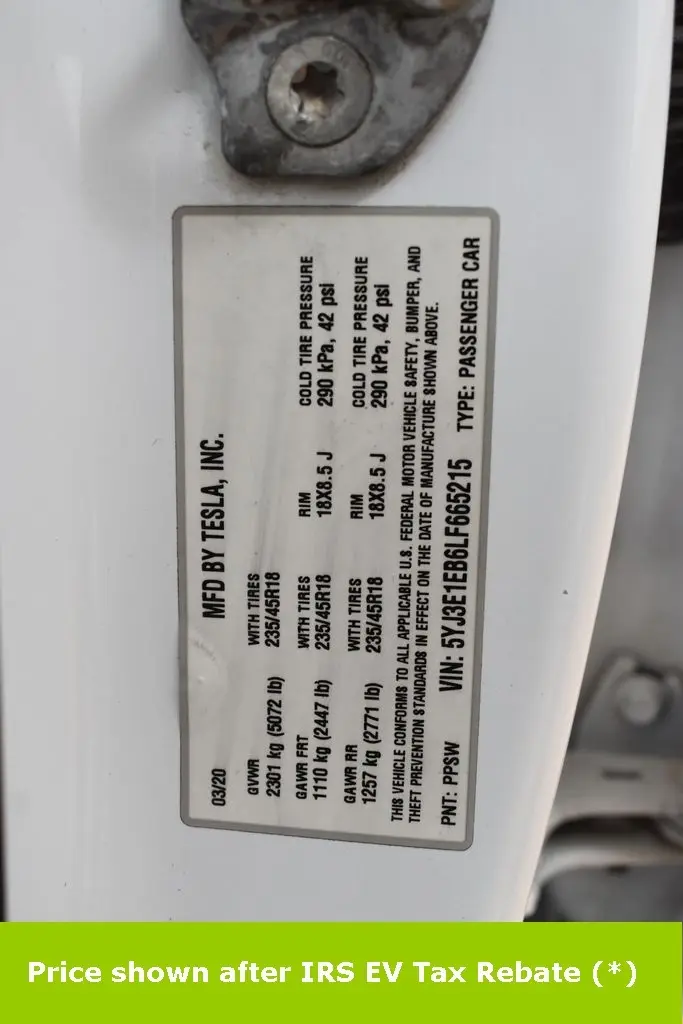 MFD BY TESLA, INC.
03/20
GVWR WITH TIRES
2301 kg (5072 lb) 235/45R18
GAWR FRT WITH TIRES RIM COLD TIRE PRESSURE
1110 kg (2447 lb) 235/45R18 18X8.5 J 290 kPa, 42 psi
GAWR RR WITH TIRES RIM COLD TIRE PRESSURE
1257 kg (2771 lb) 235/45R18 18X8.5 J 290 kPa, 42 psi
THIS VEHICLE CONFORMS TO ALL APPLICABLE U.S. FEDERAL MOTOR VEHICLE SAFETY, BUMPER, AND
THEFT PREVENTION STANDARDS IN EFFECT ON THE DATE OF MANUFACTURE SHOWN ABOVE.
PNT: PPSW VIN: 5YJ3E1EB6LF665215 TYPE: PASSENGER CAR
Price shown after IRS EV Tax Rebate (*)